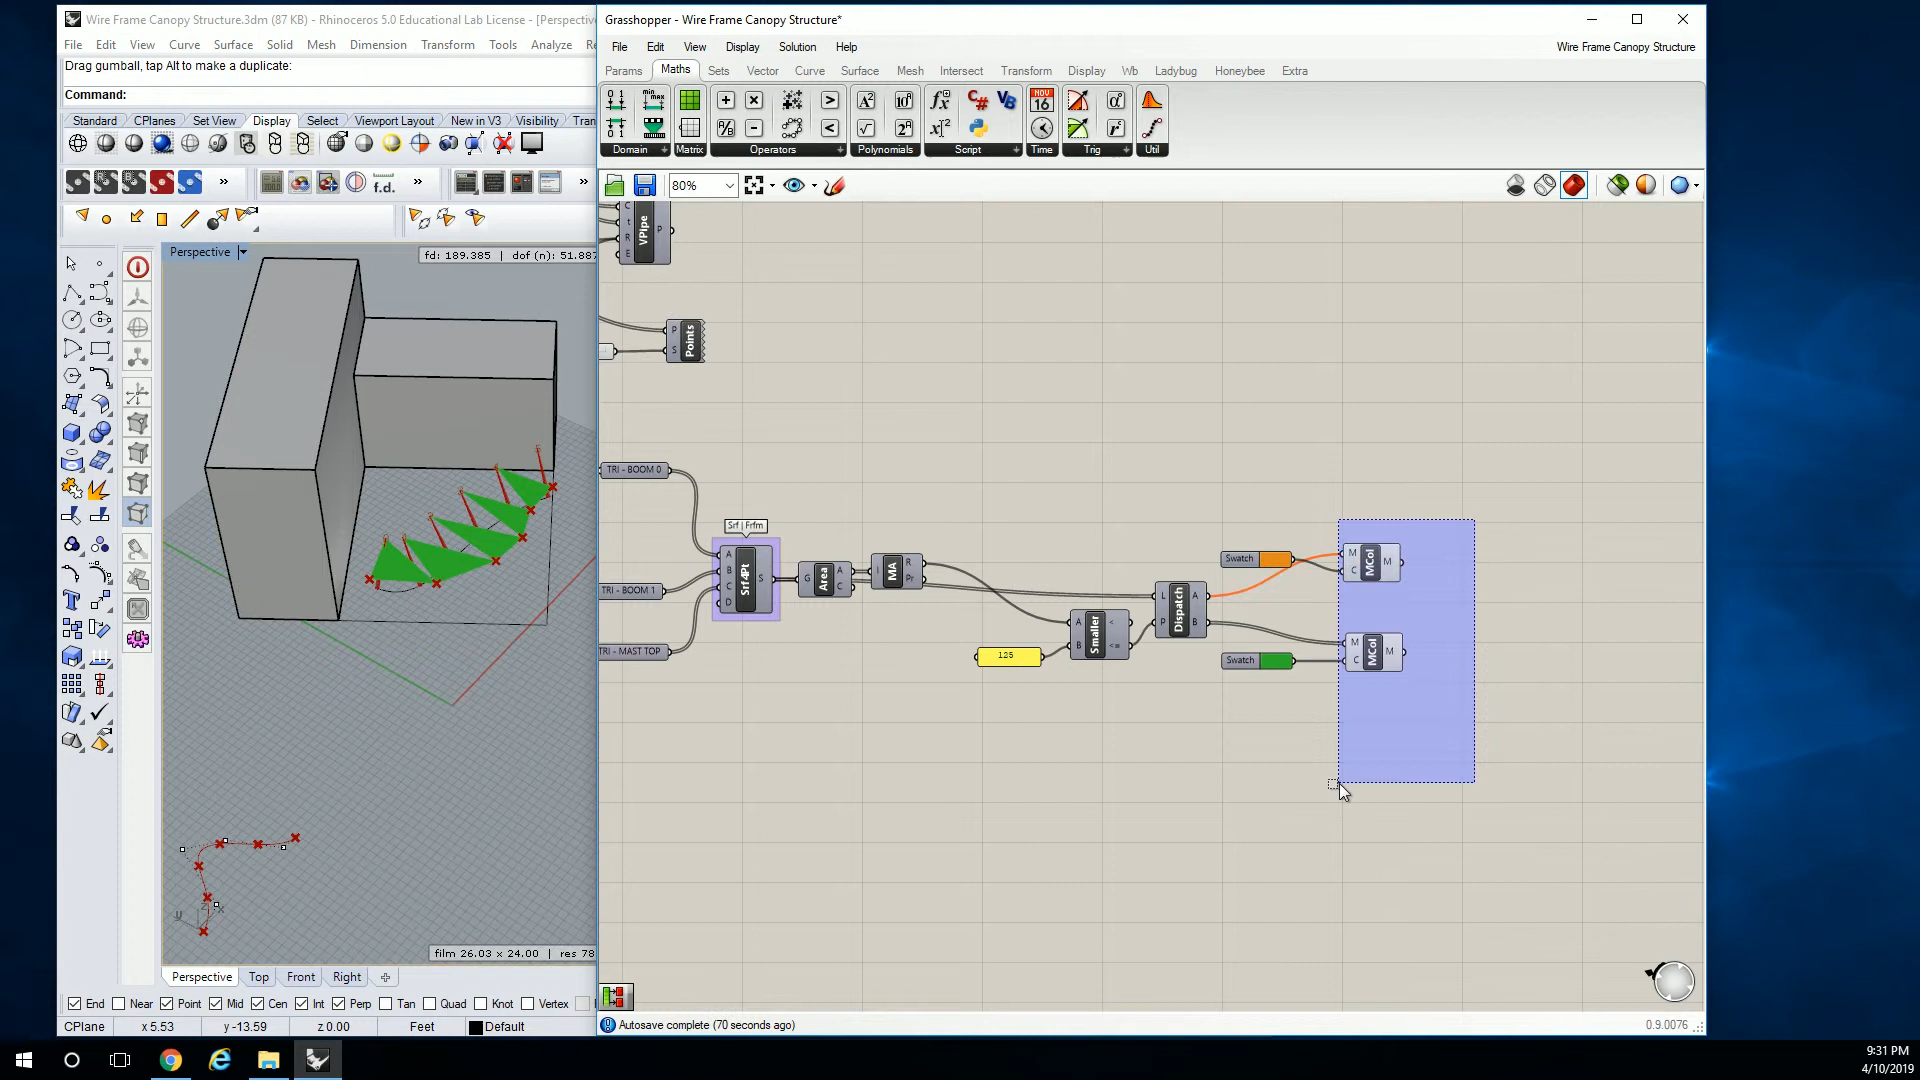 Wire Frame Canopy Structure.3dm (87 KB) - Rhinoceros 5.0 Educational Lab License - [Perspective
File Edit View Curve Surface Solid Mesh Dimension Transform Tools Analyze Re
Drag gumball, tap Alt to make a duplicate:
Command:
Standard CPlanes Set View Display Select Viewport Layout New in V3 Visibility Tran
f.d.
Perspective
fd: 189.385 | dof (n): 51.887
film 26.03 x 24.00 | res 78
Perspective Top Front Right
End Near Point Mid Cen Int Perp Tan Quad Knot Vertex
CPlane x 5.53 y -13.59 z 0.00 Feet Default
Grasshopper - Wire Frame Canopy Structure*
File Edit View Display Solution Help
Wire Frame Canopy Structure
Params Maths Sets Vector Curve Surface Mesh Intersect Transform Display Wb Ladybug Honeybee Extra
Domain Matrix Operators Polynomials Script Time Trig Util
80%
C t R E VPipe P
P S Points
TRI - BOOM 0
Srf|Frfm
A B C D Srf4Pt S
G Area A C
I MA R Pr
TRI - BOOM 1
TRI - MAST TOP
125
A B Smaller < <=
L P Dispatch A B
Swatch
M C MCol M
Swatch
M C MCol M
Autosave complete (70 seconds ago)
0.9.0076
9:31 PM
4/10/2019